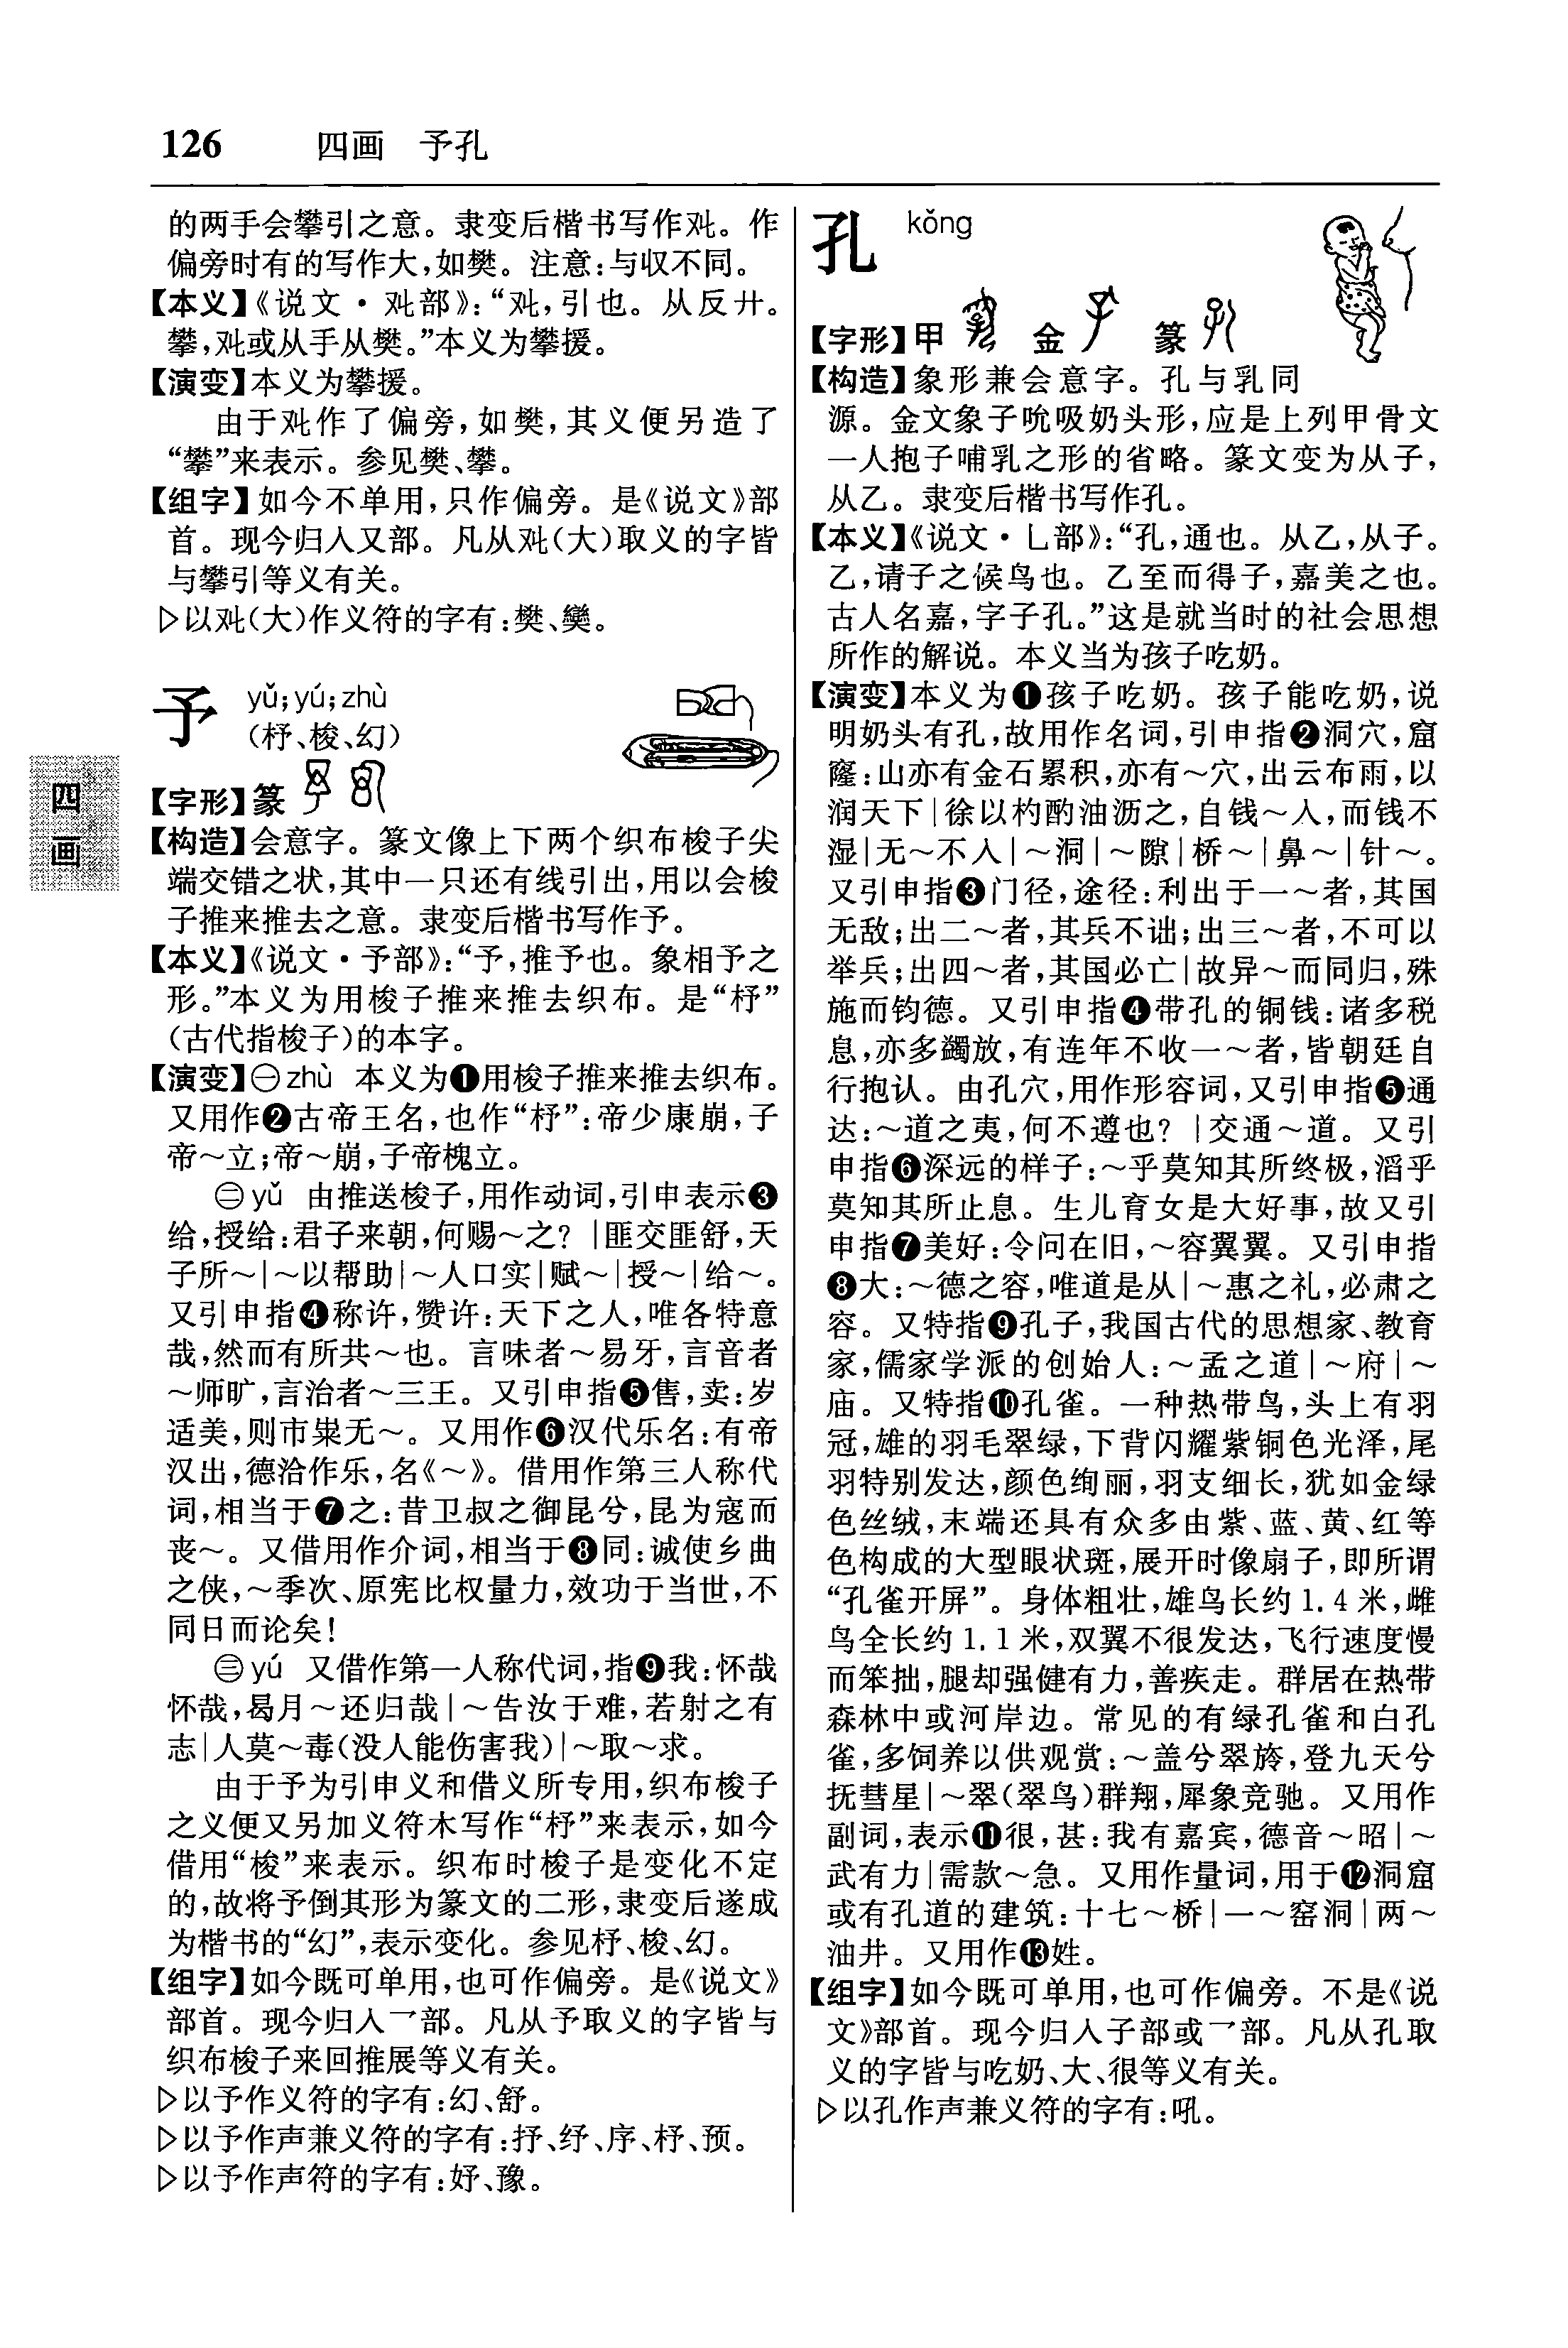 126 四画 予孔
的两手会攀引之意。隶变后楷书写作𠬜。作
偏旁时有的写作大,如樊。注意:与収不同。
【本义】《说文·𠬜部》:“𠬜,引也。从反廾。
攀,𠬜或从手从樊。”本义为攀援。
【演变】本义为攀援。
由于𠬜作了偏旁,如樊,其义便另造了
“攀”来表示。参见樊、攀。
【组字】如今不单用,只作偏旁。是《说文》部
首。现今归入又部。凡从𠬜(大)取义的字皆
与攀引等义有关。
▷以𠬜(大)作义符的字有:樊、
予 yǔ;yú;zhù
(杼、梭、幻)
【字形】篆
【构造】会意字。篆文像上下两个织布梭子尖
端交错之状,其中一只还有线引出,用以会梭
子推来推去之意。隶变后楷书写作予。
【本义】《说文·予部》:“予,推予也。象相予之
形。”本义为用梭子推来推去织布。是“杼”
(古代指梭子)的本字。
【演变】㊀zhù 本义为❶用梭子推来推去织布。
又用作❷古帝王名,也作“杼”:帝少康崩,子
帝~立;帝~崩,子帝槐立。
㊁yǔ 由推送梭子,用作动词,引申表示❸
给,授给:君子来朝,何赐~之?|匪交匪舒,天
子所~|~以帮助|~人口实|赋~|授~|给~。
又引申指❹称许,赞许:天下之人,唯各特意
哉,然而有所共~也。言味者~易牙,言音者
~师旷,言治者~三王。又引申指❺售,卖:岁
适美,则市粜无~。又用作❻汉代乐名:有帝
汉出,德洽作乐,名《~》。借用作第三人称代
词,相当于❼之:昔卫叔之御昆兮,昆为寇而
丧~。又借用作介词,相当于❽同:诚使乡曲
之侠,~季次、原宪比权量力,效功于当世,不
同日而论矣!
㊂yú 又借作第一人称代词,指❾我:怀哉
怀哉,曷月~还归哉|~告汝于难,若射之有
志|人莫~毒(没人能伤害我)|~取~求。
由于予为引申义和借义所专用,织布梭子
之义便又另加义符木写作“杼”来表示,如今
借用“梭”来表示。织布时梭子是变化不定
的,故将予倒其形为篆文的二形,隶变后遂成
为楷书的“幻”,表示变化。参见杼、梭、幻。
【组字】如今既可单用,也可作偏旁。是《说文》
部首。现今归入乛部。凡从予取义的字皆与
织布梭子来回推展等义有关。
▷以予作义符的字有:幻、舒。
▷以予作声兼义符的字有:抒、纾、序、杼、预。
▷以予作声符的字有:妤、豫。
孔 kǒng
【字形】甲 金 篆
【构造】象形兼会意字。孔与乳同
源。金文象子吮吸奶头形,应是上列甲骨文
一人抱子哺乳之形的省略。篆文变为从子,
从乙。隶变后楷书写作孔。
【本义】《说文·乚部》:“孔,通也。从乙,从子。
乙,请子之候鸟也。乙至而得子,嘉美之也。
古人名嘉,字子孔。”这是就当时的社会思想
所作的解说。本义当为孩子吃奶。
【演变】本义为❶孩子吃奶。孩子能吃奶,说
明奶头有孔,故用作名词,引申指❷洞穴,窟
窿:山亦有金石累积,亦有~穴,出云布雨,以
润天下|徐以杓酌油沥之,自钱~入,而钱不
湿|无~不入|~洞|~隙|桥~|鼻~|针~。
又引申指❸门径,途径:利出于一~者,其国
无敌;出二~者,其兵不诎;出三~者,不可以
举兵;出四~者,其国必亡|故异~而同归,殊
施而钧德。又引申指❹带孔的铜钱:诸多税
息,亦多蠲放,有连年不收一~者,皆朝廷自
行抱认。由孔穴,用作形容词,又引申指❺通
达:~道之夷,何不遵也?|交通~道。又引
申指❻深远的样子:~乎莫知其所终极,滔乎
莫知其所止息。生儿育女是大好事,故又引
申指❼美好:令问在旧,~容翼翼。又引申指
❽大:~德之容,唯道是从|~惠之礼,必肃之
容。又特指❾孔子,我国古代的思想家、教育
家,儒家学派的创始人:~孟之道|~府|~
庙。又特指❿孔雀。一种热带鸟,头上有羽
冠,雄的羽毛翠绿,下背闪耀紫铜色光泽,尾
羽特别发达,颜色绚丽,羽支细长,犹如金绿
色丝绒,末端还具有众多由紫、蓝、黄、红等
色构成的大型眼状斑,展开时像扇子,即所谓
“孔雀开屏”。身体粗壮,雄鸟长约1.4米,雌
鸟全长约1.1米,双翼不很发达,飞行速度慢
而笨拙,腿却强健有力,善疾走。群居在热带
森林中或河岸边。常见的有绿孔雀和白孔
雀,多饲养以供观赏:~盖兮翠旍,登九天兮
抚彗星|~翠(翠鸟)群翔,犀象竞驰。又用作
副词,表示⓫很,甚:我有嘉宾,德音~昭|~
武有力|需款~急。又用作量词,用于⓬洞窟
或有孔道的建筑:十七~桥|一~窑洞|两~
油井。又用作⓭姓。
【组字】如今既可单用,也可作偏旁。不是《说
文》部首。现今归入子部或乛部。凡从孔取
义的字皆与吃奶、大、很等义有关。
▷以孔作声兼义符的字有:吼。
四
画